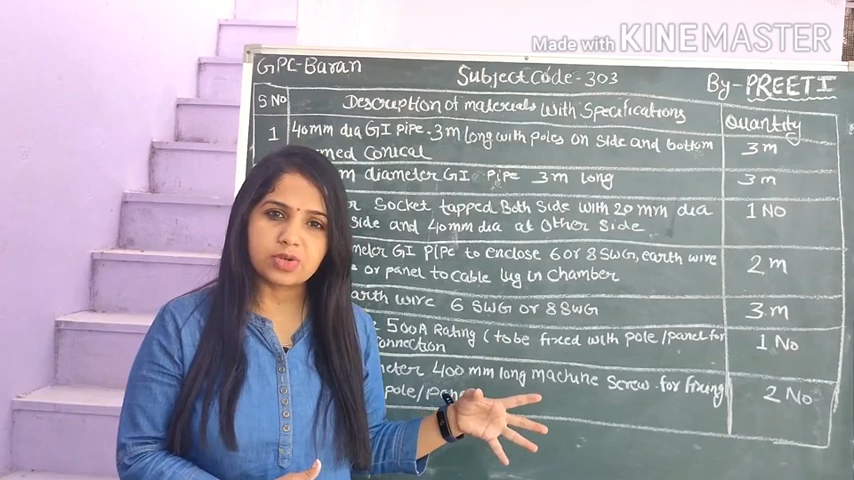 Made with KINEMASTER
GPC-Baran
Subject Code - 303
By- PREETI
S No
Description of materials with Specifications
Quantity
1
40mm dia GI Pipe - 3m long with poles on side and bottom
Conical
3 m
diameter GI Pipe 3m long
3 m
Socket tapped Both Side with 20 mm dia
side and 40mm dia at Other side
1 NO
GI Pipe to enclose 6 or 8 SWG, earth wire
or panel to cable lug in Chamber
2 m
wire 6 SWG or 8 SWG
3 m
500A Rating (to be fixed with pole/panel for
1 No
400 mm long machine screw for fixing
pole/
2 No